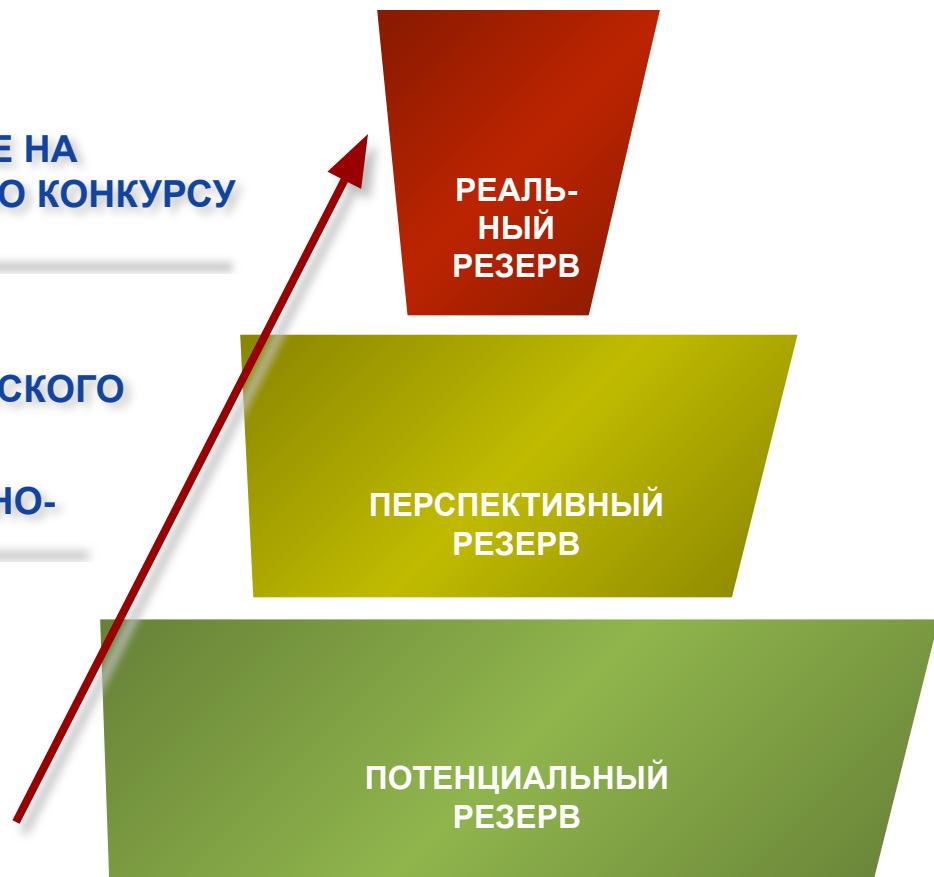 Е НА
О КОНКУРСУ
РЕАЛЬ-
НЫЙ
РЕЗЕРВ
СКОГО
НО-
ПЕРСПЕКТИВНЫЙ
РЕЗЕРВ
ПОТЕНЦИАЛЬНЫЙ
РЕЗЕРВ